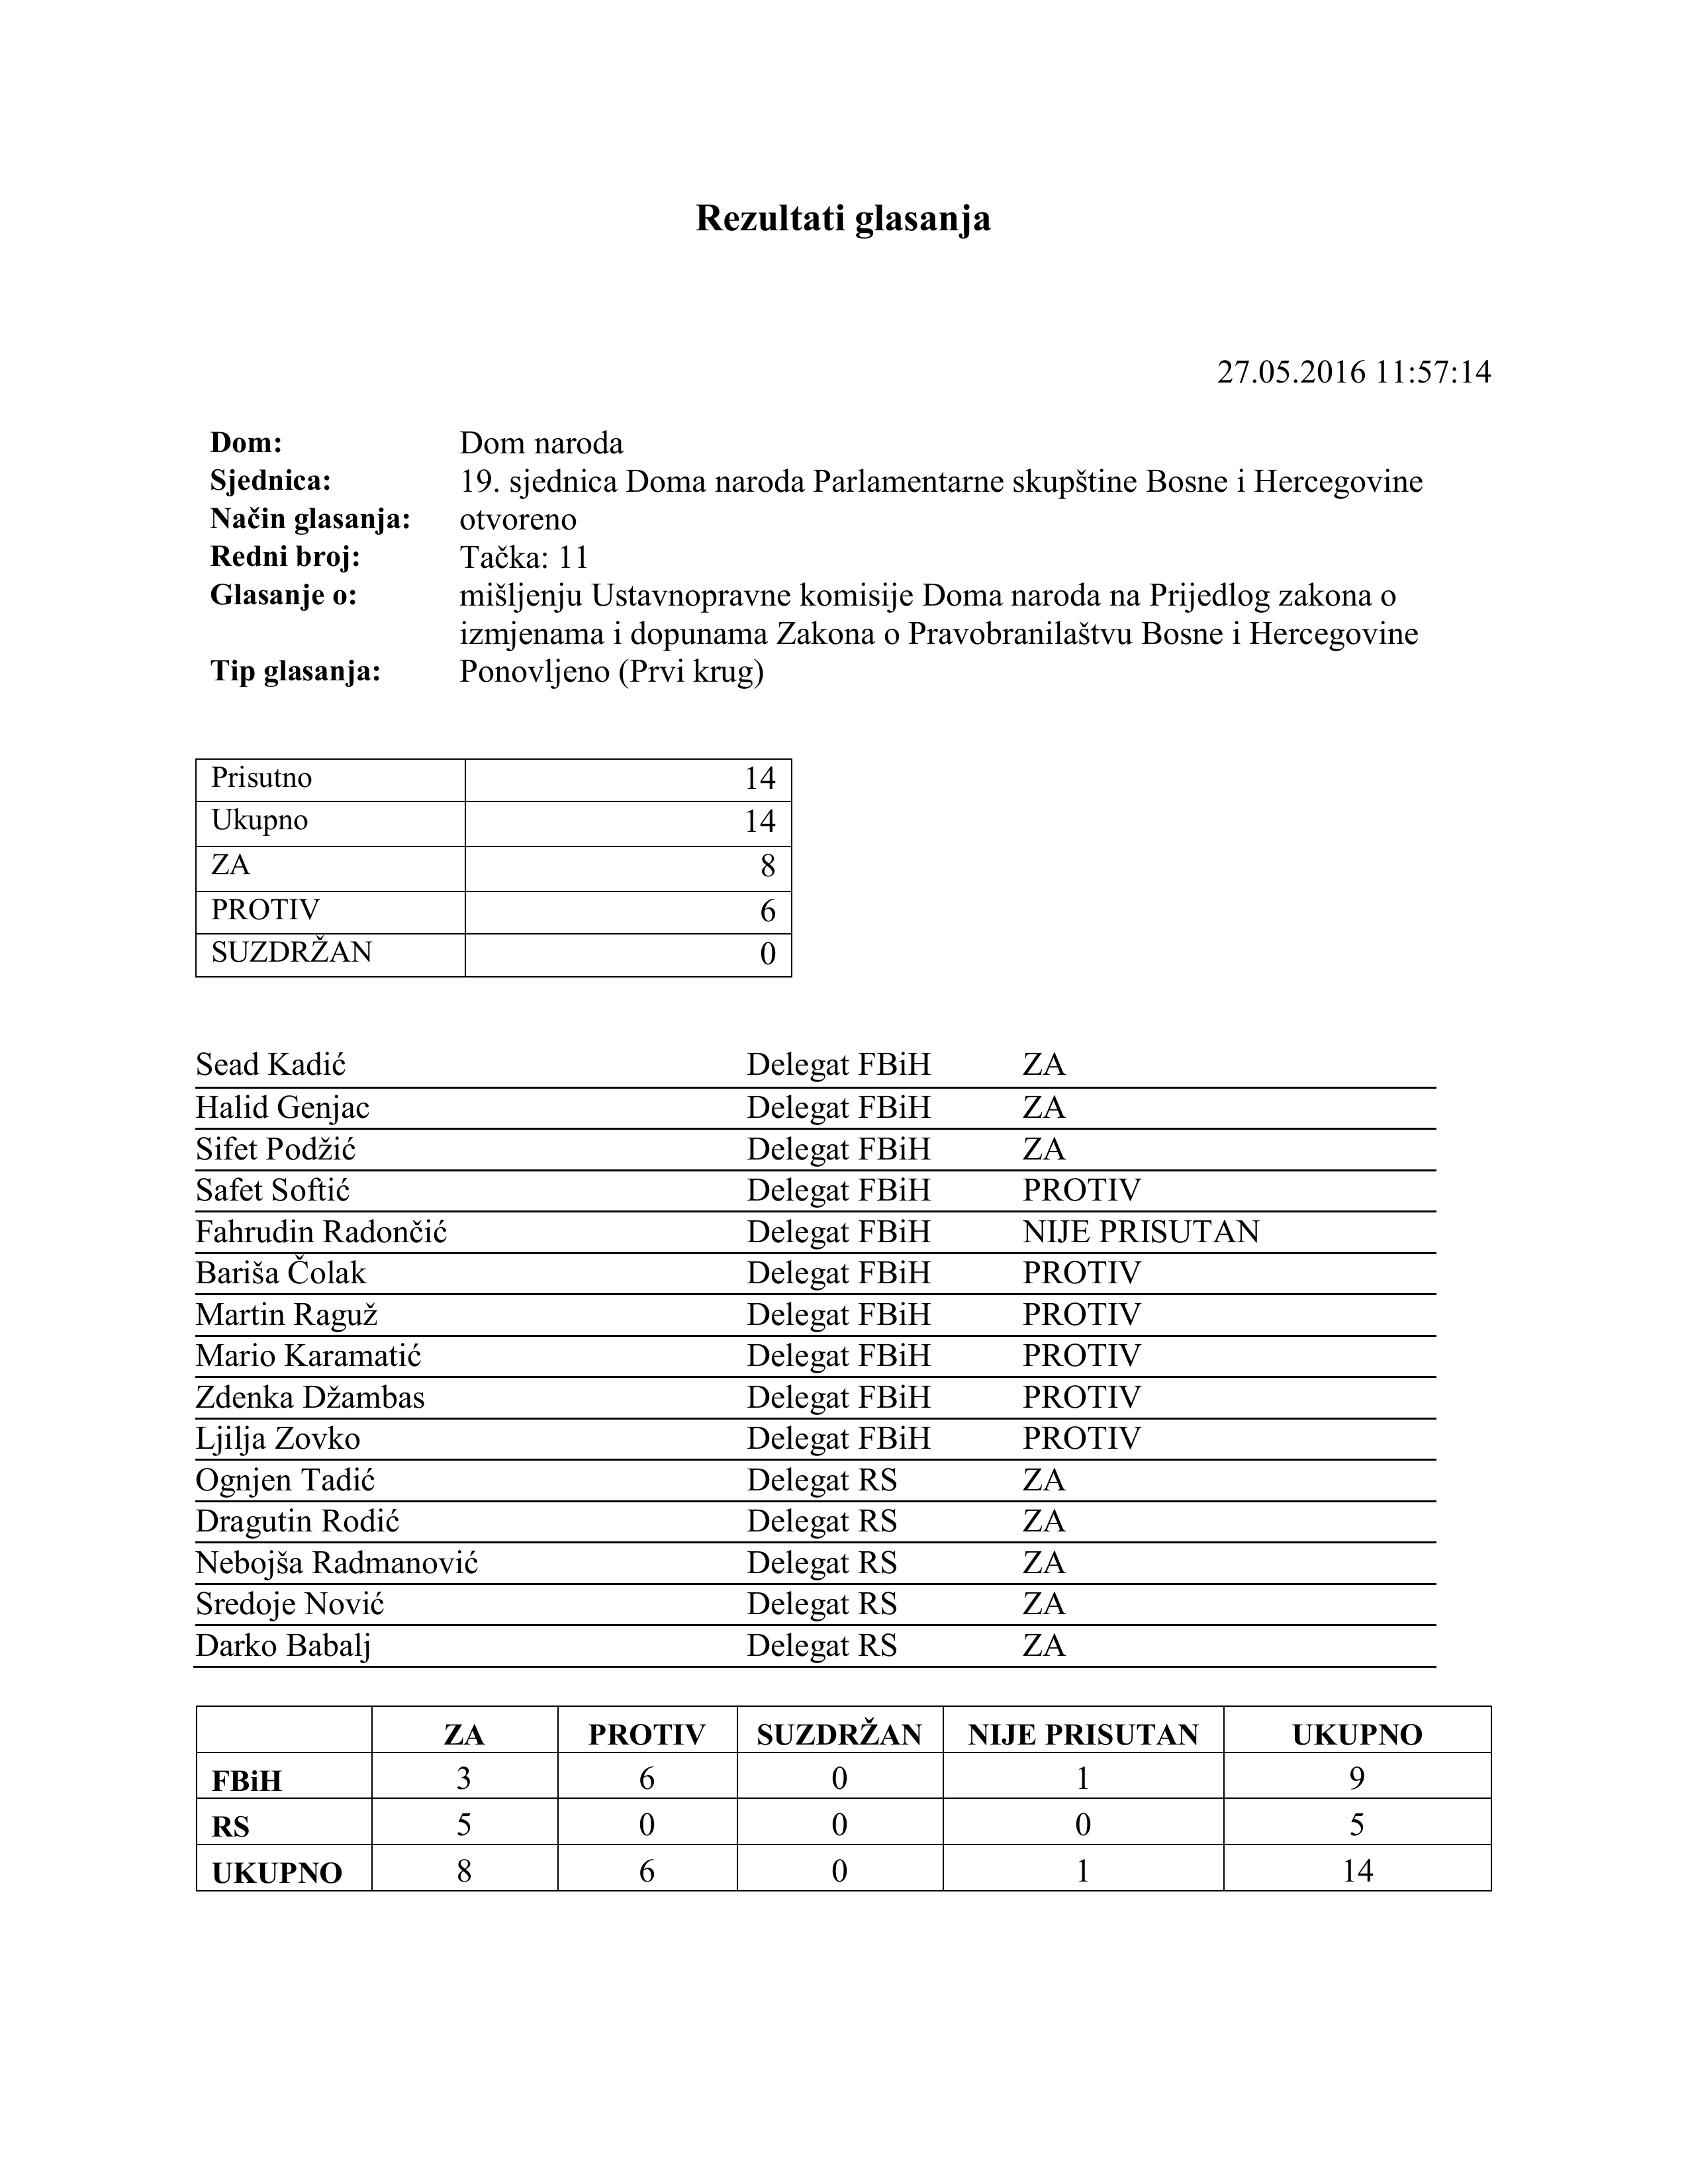 Rezultati glasanja
27.05.2016 11:57:14
Dom: Dom naroda
Sjednica: 19. sjednica Doma naroda Parlamentarne skupštine Bosne i Hercegovine
Način glasanja: otvoreno
Redni broj: Tačka: 11
Glasanje o: mišljenju Ustavnopravne komisije Doma naroda na Prijedlog zakona o
izmjenama i dopunama Zakona o Pravobranilaštvu Bosne i Hercegovine
Tip glasanja: Ponovljeno (Prvi krug)
Prisutno 14
Ukupno 14
ZA 8
PROTIV 6
SUZDRŽAN 0
Sead Kadić Delegat FBiH ZA
Halid Genjac Delegat FBiH ZA
Sifet Podžić Delegat FBiH ZA
Safet Softić Delegat FBiH PROTIV
Fahrudin Radončić Delegat FBiH NIJE PRISUTAN
Bariša Čolak Delegat FBiH PROTIV
Martin Raguž Delegat FBiH PROTIV
Mario Karamatić Delegat FBiH PROTIV
Zdenka Džambas Delegat FBiH PROTIV
Ljilja Zovko Delegat FBiH PROTIV
Ognjen Tadić Delegat RS ZA
Dragutin Rodić Delegat RS ZA
Nebojša Radmanović Delegat RS ZA
Sredoje Nović Delegat RS ZA
Darko Babalj Delegat RS ZA
ZA PROTIV SUZDRŽAN NIJE PRISUTAN UKUPNO
FBiH 3 6 0 1 9
RS 5 0 0 0 5
UKUPNO 8 6 0 1 14